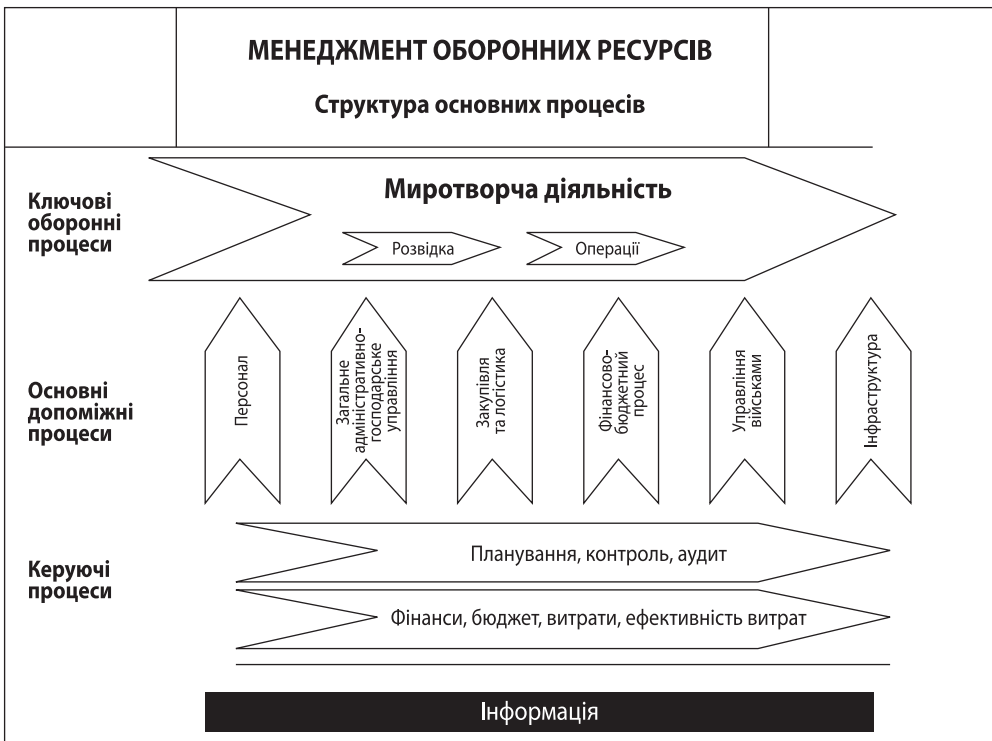 МЕНЕДЖМЕНТ ОБОРОННИХ РЕСУРСІВ
Структура основних процесів
Ключові
оборонні
процеси
Миротворча діяльність
Розвідка
Операції
Основні
допоміжні
процеси
Персонал
Загальне
адміністративно-
господарське
управління
Закупівля
та логістика
Фінансово-
бюджетний
процес
Управління
військами
Інфраструктура
Керуючі
процеси
Планування, контроль, аудит
Фінанси, бюджет, витрати, ефективність витрат
Інформація